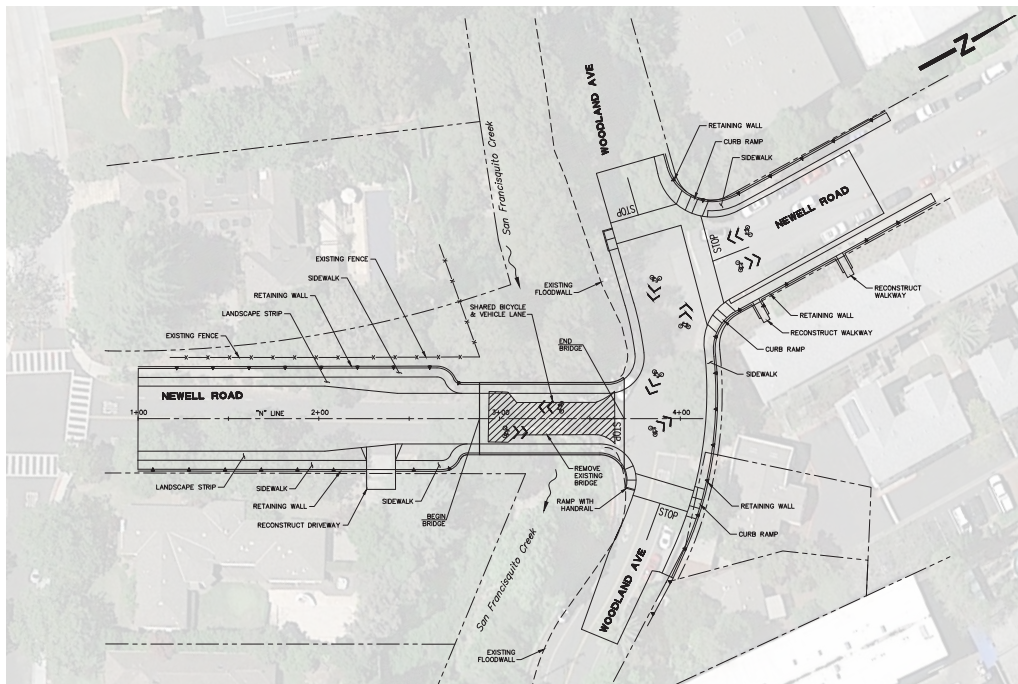 Z
WOODLAND AVE
San Francisquito Creek
RETAINING WALL
CURB RAMP
SIDEWALK
STOP
STOP
NEWELL ROAD
EXISTING FENCE
SIDEWALK
RETAINING WALL
LANDSCAPE STRIP
EXISTING FENCE
EXISTING
FLOODWALL
SHARED BICYCLE
& VEHICLE LANE
END
BRIDGE
RECONSTRUCT
WALKWAY
RETAINING WALL
RECONSTRUCT WALKWAY
CURB RAMP
SIDEWALK
NEWELL ROAD
1+00
"N" LINE
2+00
3+00
4+00
STOP
LANDSCAPE STRIP
SIDEWALK
RETAINING WALL
RECONSTRUCT DRIVEWAY
SIDEWALK
BEGIN
BRIDGE
REMOVE
EXISTING
BRIDGE
RAMP WITH
HANDRAIL
STOP
RETAINING WALL
CURB RAMP
San Francisquito Creek
WOODLAND AVE
EXISTING
FLOODWALL